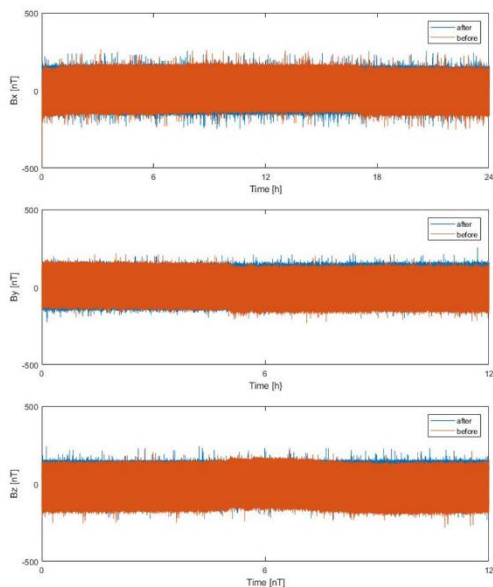 500
after
before
Bx [nT]
0
-500
0
6
12
18
24
Time [h]
500
after
before
By [nT]
0
-500
0
6
12
Time [h}
500
after
before
Bz [nT]
0
-500
0
6
12
Time [nT]